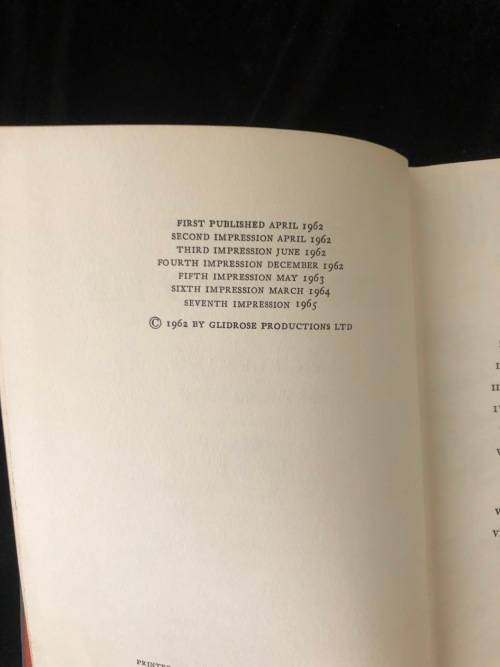 FIRST PUBLISHED APRIL 1962
SECOND IMPRESSION APRIL 1962
THIRD IMPRESSION JUNE 1962
FOURTH IMPRESSION DECEMBER 1962
FIFTH IMPRESSION MAY 1963
SIXTH IMPRESSION MARCH 1964
SEVENTH IMPRESSION 1965
© 1962 BY GLIDROSE PRODUCTIONS LTD